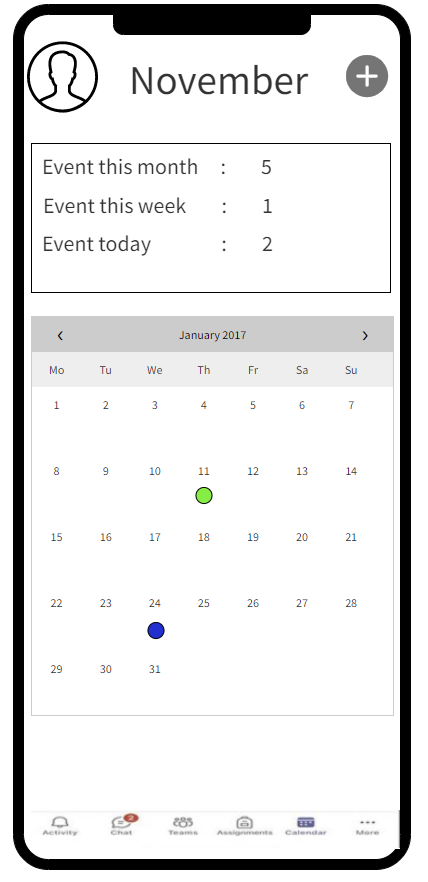 November
Event this month : 5
Event this week : 1
Event today : 2
‹ January 2017 ›
Mo Tu We Th Fr Sa Su
1 2 3 4 5 6 7
8 9 10 11 12 13 14
15 16 17 18 19 20 21
22 23 24 25 26 27 28
29 30 31
2
Activity Chat Teams Assignments Calendar More